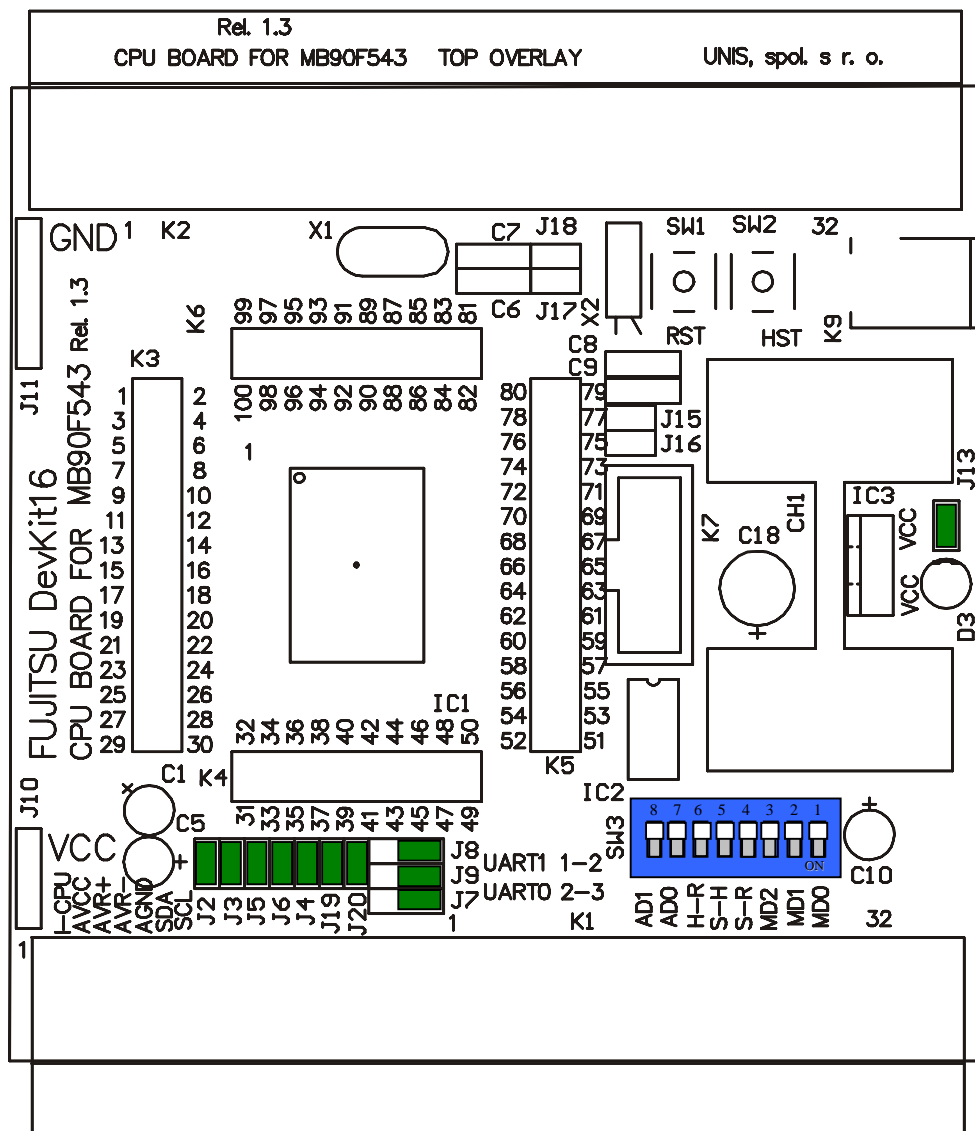 Rel. 1.3
CPU BOARD FOR MB90F543 TOP OVERLAY UNIS, spol. s r. o.
GND 1 K2 X1 C7 J18 SW1 SW2 32
C6 J17 X2 RST HST K9
J11
FUJITSU DevKit16
CPU BOARD FOR MB90F543 Rel. 1.3
K6
99 97 95 93 91 89 87 85 83 81
100 98 96 94 92 90 88 86 84 82
K3
1 2
3 4
5 6
7 8
9 10
11 12
13 14
15 16
17 18
19 20
21 22
23 24
25 26
27 28
29 30
1
IC1
C8
C9
80 79
78 77
76 75
74 73
72 71
70 69
68 67
66 65
64 63
62 61
60 59
58 57
56 55
54 53
52 51
K5
J15
J16
K7
C18
+
CH1
IC3
VCC
VCC
J13
D3
IC2
32 34 36 38 40 42 44 46 48 50
K4
31 33 35 37 39 41 43 45 47 49
J10
C1
C5
+
VCC
I-CPU
AVCC
AVR+
AVR-
AGND
SDA
SCL
J2
J3
J5
J6
J4
J19
J20
J8
J9
J7
1
UART1 1-2
UART0 2-3
K1
SW3
8 7 6 5 4 3 2 1
ON
AD1
AD0
H-R
S-H
S-R
MD2
MD1
MD0
+
C10
32
1